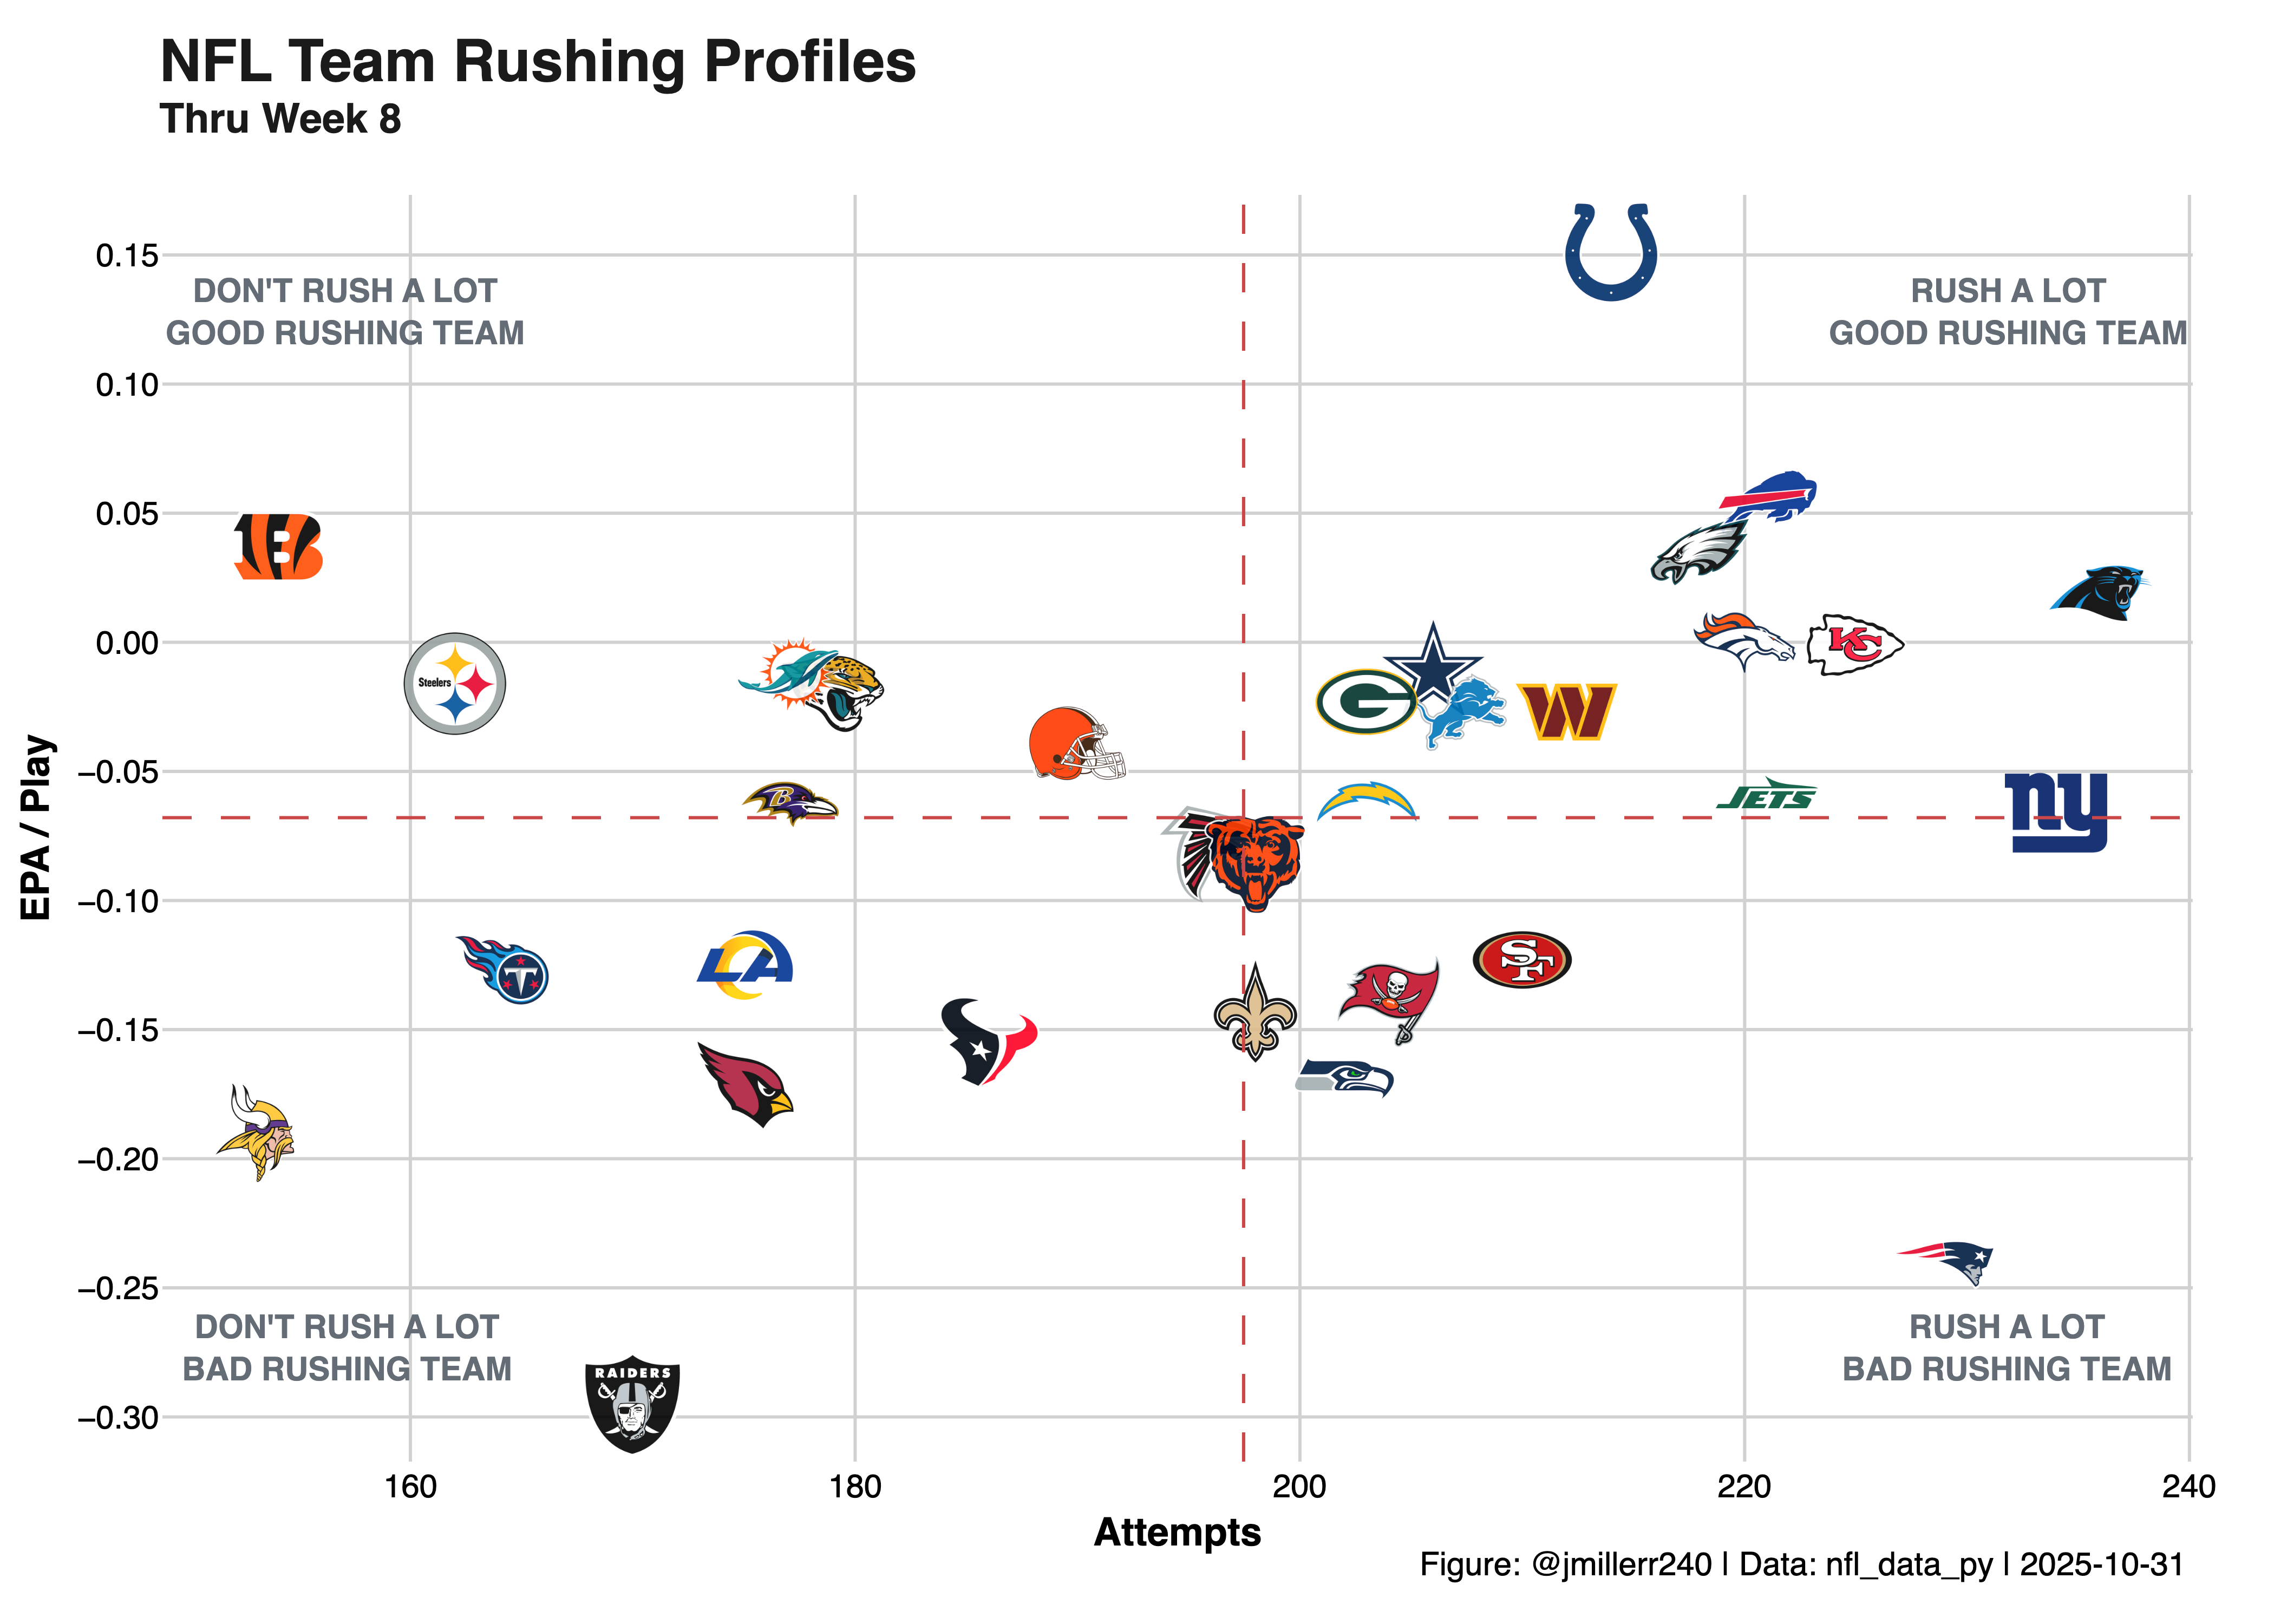 NFL Team Rushing Profiles
Thru Week 8
0.15
DON'T RUSH A LOT
GOOD RUSHING TEAM
RUSH A LOT
GOOD RUSHING TEAM
0.10
0.05
0.00
Steelers
KC
−0.05
B
JETS
ny
EPA / Play
−0.10
T
LA
SF
−0.15
−0.20
−0.25
DON'T RUSH A LOT
BAD RUSHING TEAM
RAIDERS
RUSH A LOT
BAD RUSHING TEAM
−0.30
160
180
200
220
240
Attempts
Figure: @jmillerr240 | Data: nfl_data_py | 2025-10-31